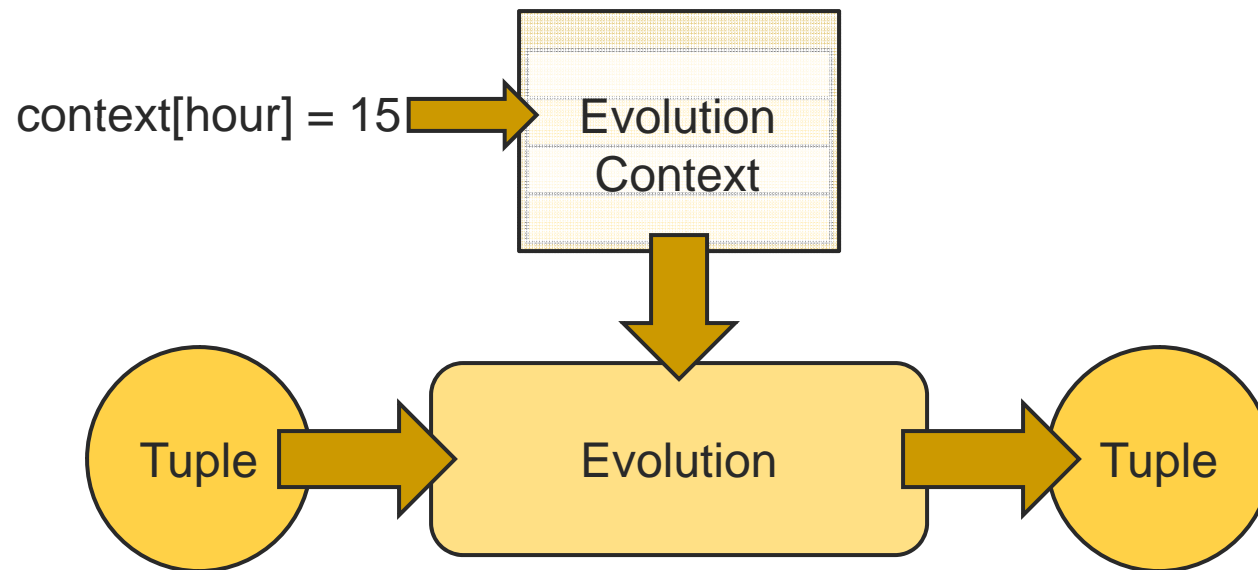 context[hour] = 15
Evolution
Context
Tuple
Evolution
Tuple